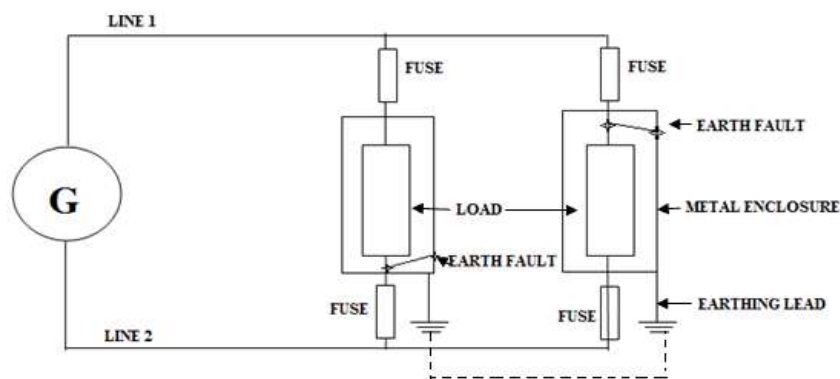 LINE 1
FUSE
FUSE
EARTH FAULT
G
LOAD
METAL ENCLOSURE
EARTH FAULT
FUSE
EARTHING LEAD
FUSE
LINE 2